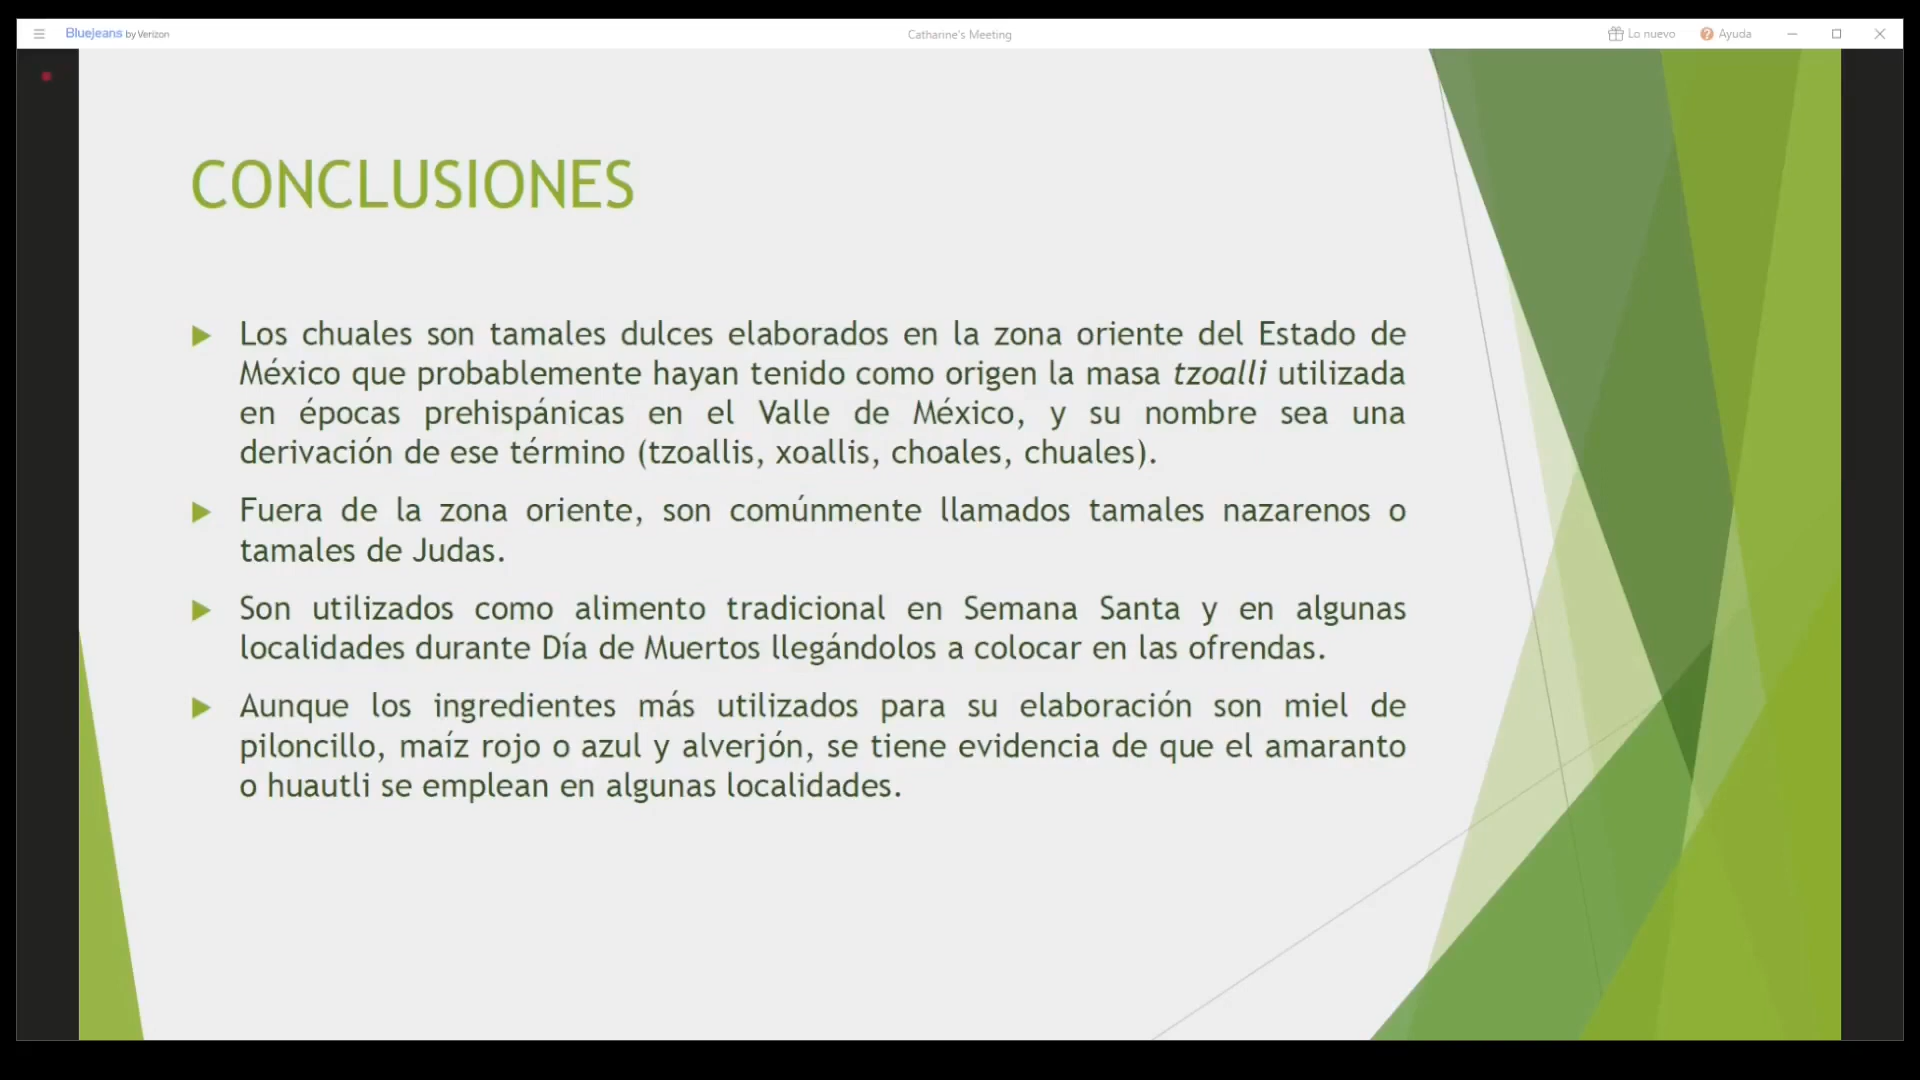 BlueJeans by Verizon
Catharine's Meeting
Lo nuevo
Ayuda
CONCLUSIONES
Los chuales son tamales dulces elaborados en la zona oriente del Estado de
México que probablemente hayan tenido como origen la masa tzoalli utilizada
en épocas prehispánicas en el Valle de México, y su nombre sea una
derivación de ese término (tzoallis, xoallis, choales, chuales).
Fuera de la zona oriente, son comúnmente llamados tamales nazarenos o
tamales de Judas.
Son utilizados como alimento tradicional en Semana Santa y en algunas
localidades durante Día de Muertos llegándolos a colocar en las ofrendas.
Aunque los ingredientes más utilizados para su elaboración son miel de
piloncillo, maíz rojo o azul y alverjón, se tiene evidencia de que el amaranto
o huautli se emplean en algunas localidades.